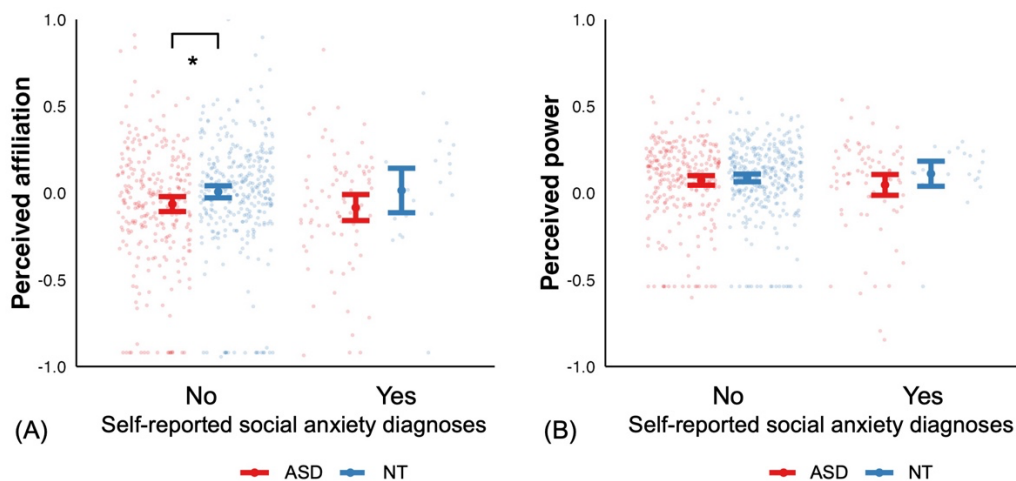 1.0
*
0.5
0.0
-0.5
-1.0
Perceived affiliation
No Yes
(A) Self-reported social anxiety diagnoses
ASD NT
1.0
0.5
0.0
-0.5
-1.0
Perceived power
No Yes
(B) Self-reported social anxiety diagnoses
ASD NT